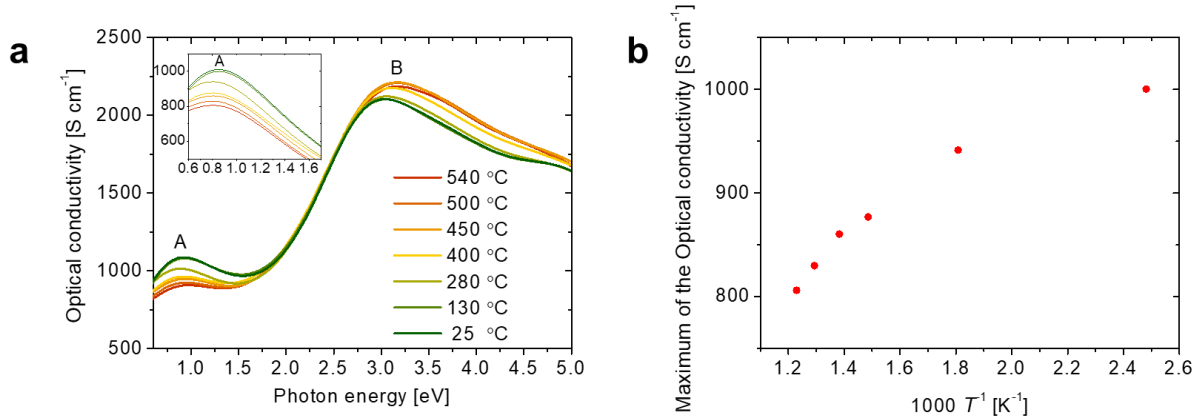 a
Optical conductivity [S cm⁻¹]
2500
2250
2000
1750
1500
1250
1000
750
500
1.0 1.5 2.0 2.5 3.0 3.5 4.0 4.5 5.0
Photon energy [eV]
A
B
A
1000
800
600
0.6 0.8 1.0 1.2 1.4 1.6
540 °C
500 °C
450 °C
400 °C
280 °C
130 °C
25 °C
b
Maximum of the Optical conductivity [S cm⁻¹]
1000
900
800
1.2 1.4 1.6 1.8 2.0 2.2 2.4 2.6
1000 T⁻¹ [K⁻¹]